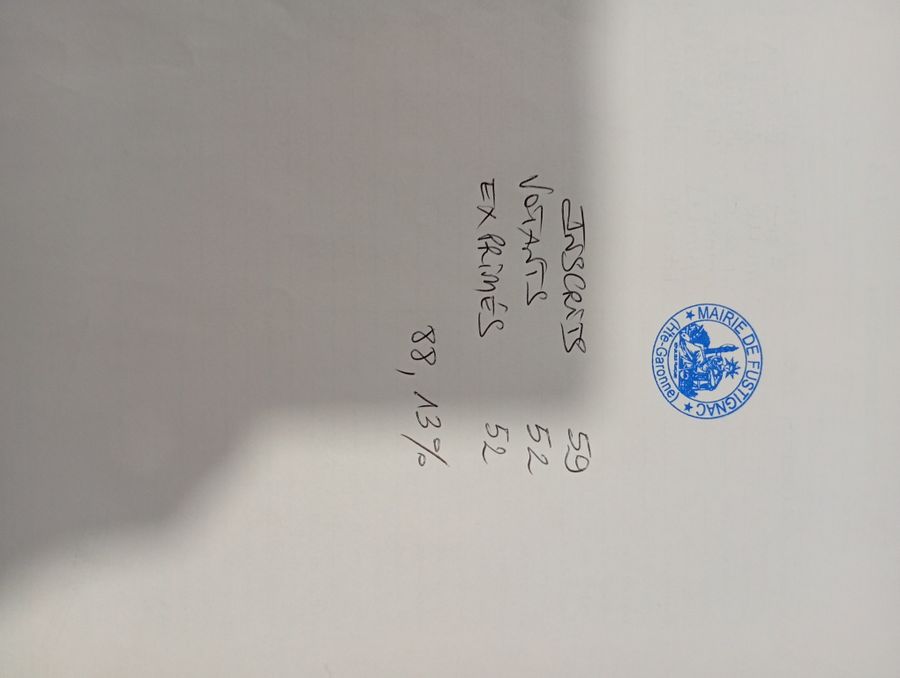 ★ MAIRIE DE FUSTIGNAC ★
(Hte-Garonne)
INSCRITS 59
VOTANTS 52
EXPRIMÉS 52
88,13%